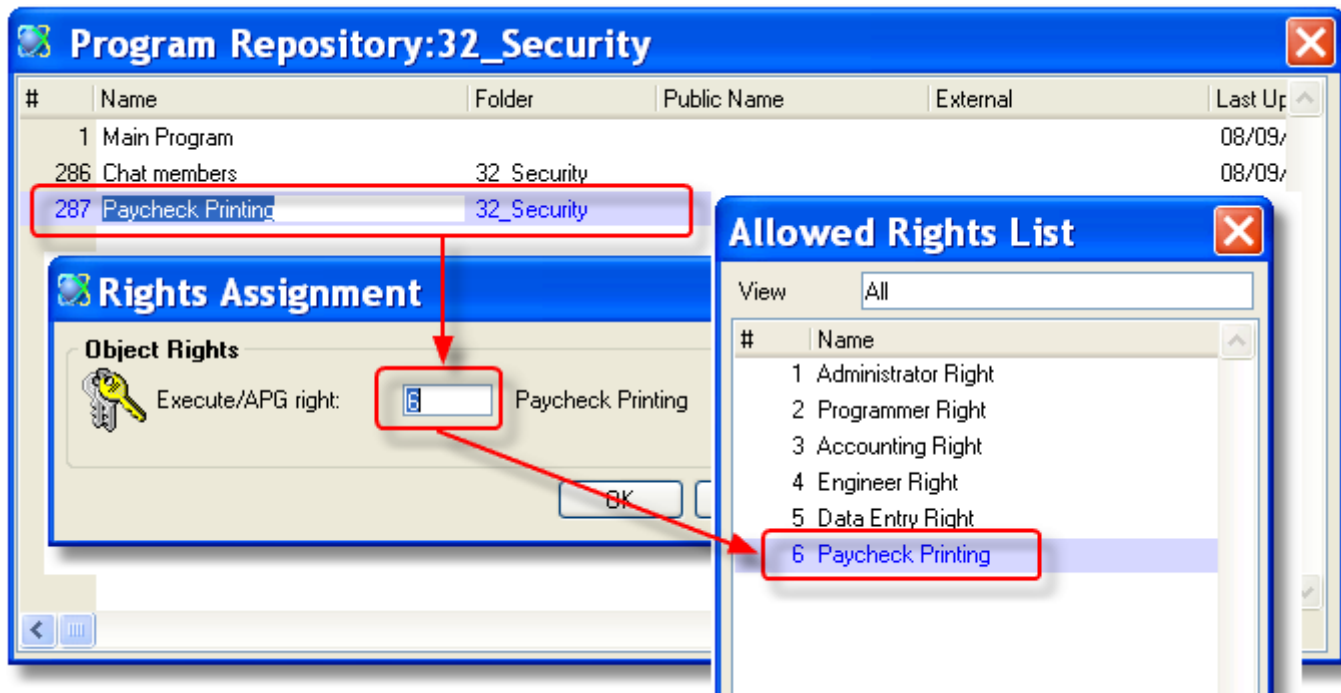 Program Repository:32_Security
# Name Folder Public Name External Last Up
1 Main Program 08/09/
286 Chat members 32_Security 08/09/
287 Paycheck Printing 32_Security
Rights Assignment
Object Rights
Execute/APG right: 6 Paycheck Printing
OK
Allowed Rights List
View All
# Name
1 Administrator Right
2 Programmer Right
3 Accounting Right
4 Engineer Right
5 Data Entry Right
6 Paycheck Printing